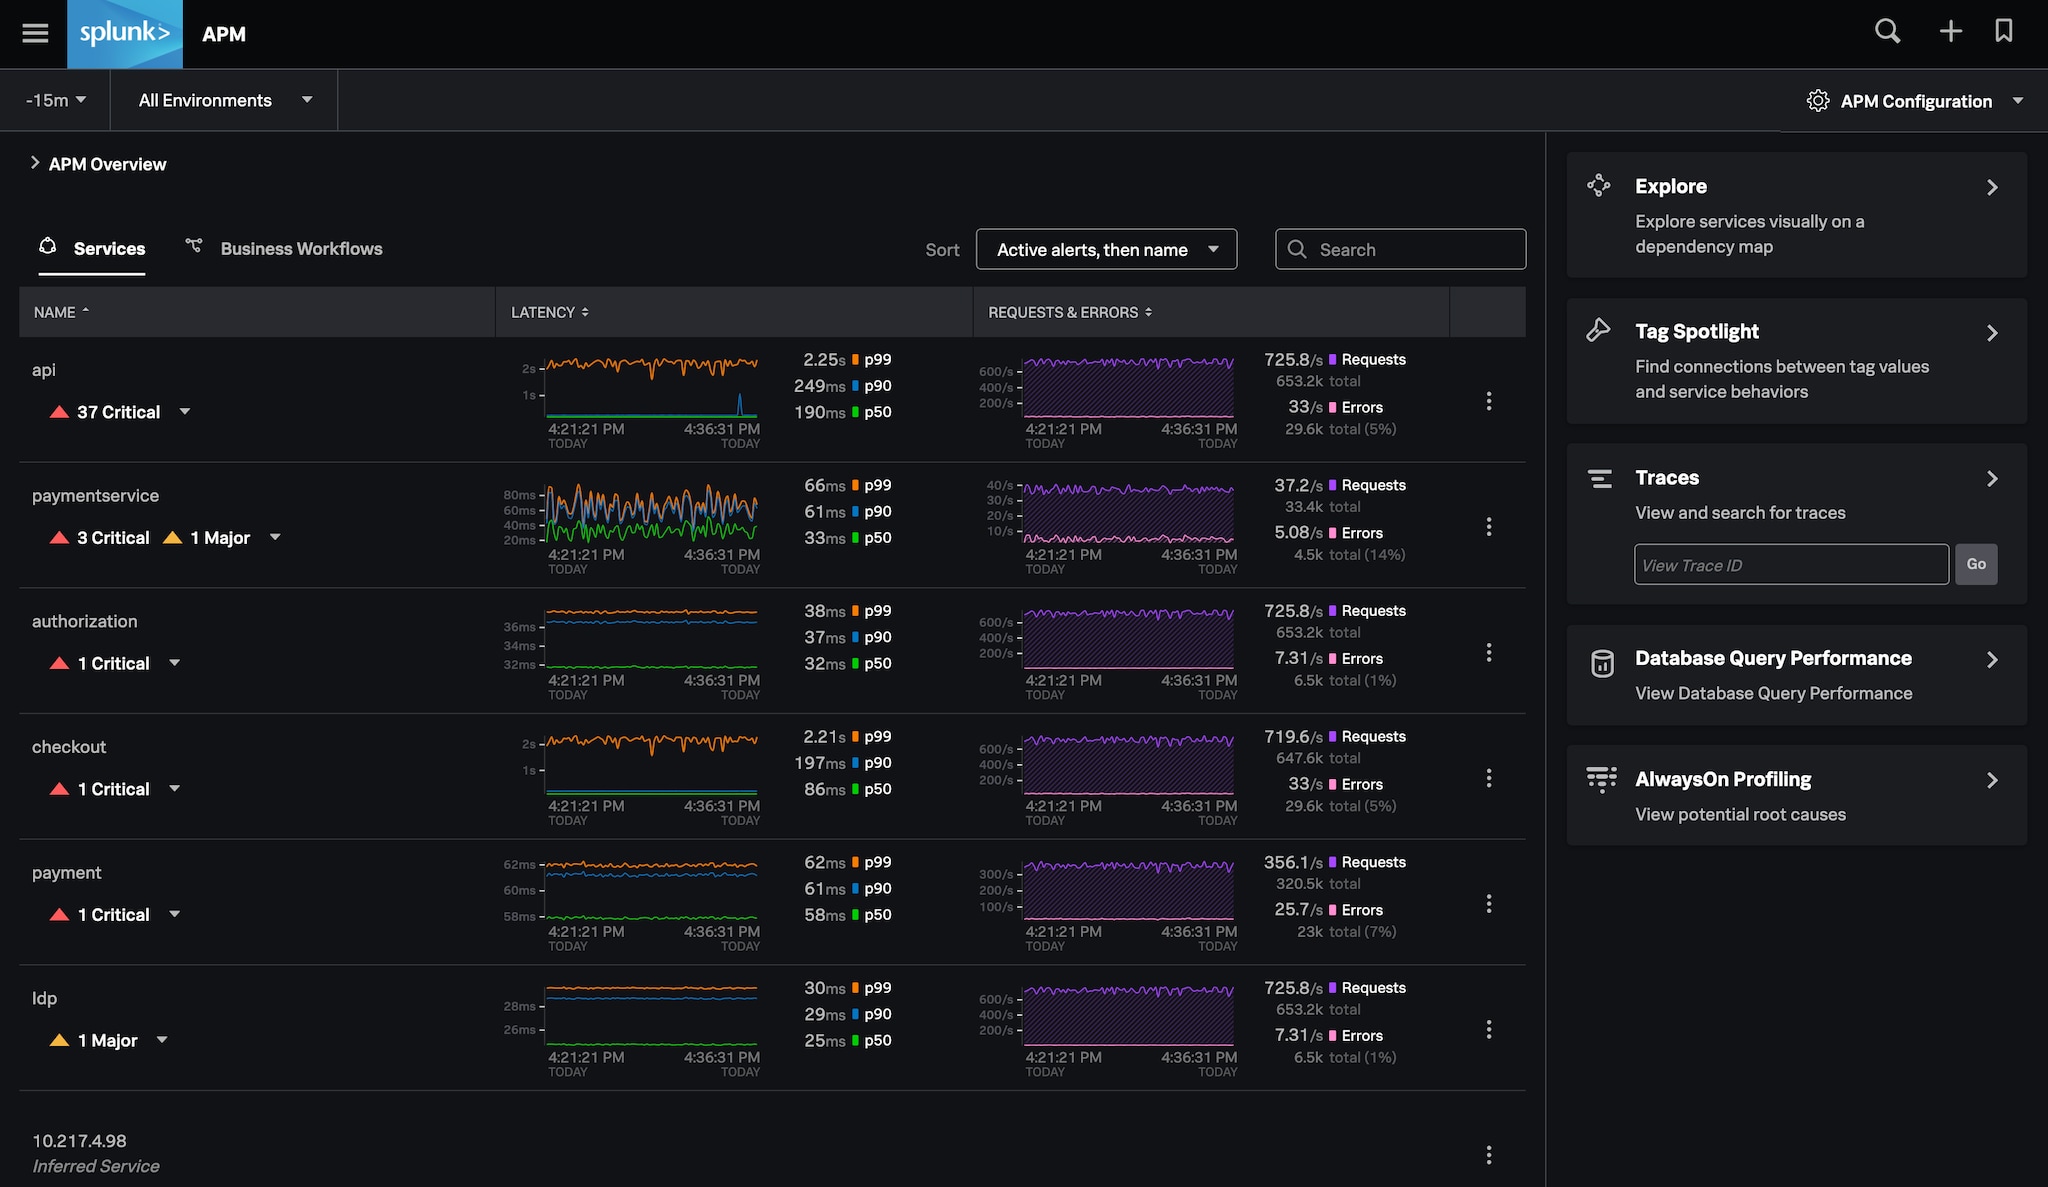 splunk> APM
-15m All Environments APM Configuration
APM Overview
Services Business Workflows Sort Active alerts, then name Search
NAME LATENCY REQUESTS & ERRORS
api
37 Critical
2s
1s
4:21:21 PM 4:36:31 PM
TODAY TODAY
2.25s p99
249ms p90
190ms p50
600/s
400/s
200/s
4:21:21 PM 4:36:31 PM
TODAY TODAY
725.8/s Requests
653.2k total
33/s Errors
29.6k total (5%)
paymentservice
3 Critical 1 Major
80ms
60ms
40ms
20ms
4:21:21 PM 4:36:31 PM
TODAY TODAY
66ms p99
61ms p90
33ms p50
40/s
30/s
20/s
10/s
4:21:21 PM 4:36:31 PM
TODAY TODAY
37.2/s Requests
33.4k total
5.08/s Errors
4.5k total (14%)
authorization
1 Critical
36ms
34ms
32ms
4:21:21 PM 4:36:31 PM
TODAY TODAY
38ms p99
37ms p90
32ms p50
600/s
400/s
200/s
4:21:21 PM 4:36:31 PM
TODAY TODAY
725.8/s Requests
653.2k total
7.31/s Errors
6.5k total (1%)
checkout
1 Critical
2s
1s
4:21:21 PM 4:36:31 PM
TODAY TODAY
2.21s p99
197ms p90
86ms p50
600/s
400/s
200/s
4:21:21 PM 4:36:31 PM
TODAY TODAY
719.6/s Requests
647.6k total
33/s Errors
29.6k total (5%)
payment
1 Critical
62ms
60ms
58ms
4:21:21 PM 4:36:31 PM
TODAY TODAY
62ms p99
61ms p90
58ms p50
300/s
200/s
100/s
4:21:21 PM 4:36:31 PM
TODAY TODAY
356.1/s Requests
320.5k total
25.7/s Errors
23k total (7%)
ldp
1 Major
28ms
26ms
4:21:21 PM 4:36:31 PM
TODAY TODAY
30ms p99
29ms p90
25ms p50
600/s
400/s
200/s
4:21:21 PM 4:36:31 PM
TODAY TODAY
725.8/s Requests
653.2k total
7.31/s Errors
6.5k total (1%)
10.217.4.98
Inferred Service
Explore
Explore services visually on a
dependency map
Tag Spotlight
Find connections between tag values
and service behaviors
Traces
View and search for traces
View Trace ID Go
Database Query Performance
View Database Query Performance
AlwaysOn Profiling
View potential root causes